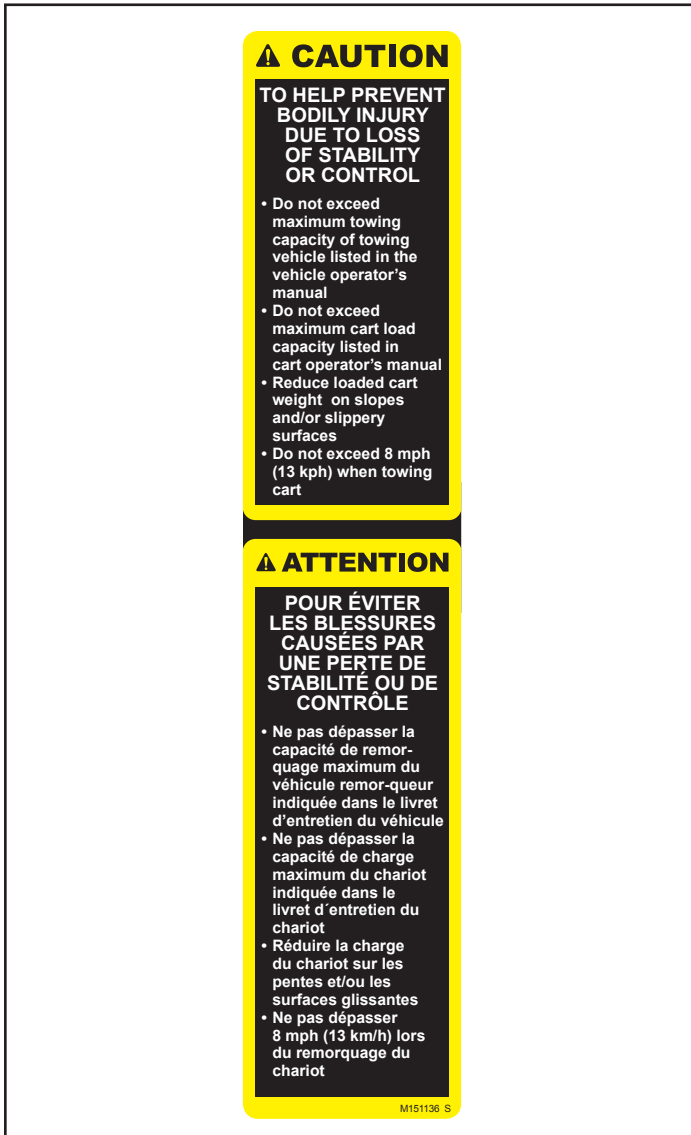 CAUTION
TO HELP PREVENT
BODILY INJURY
DUE TO LOSS
OF STABILITY
OR CONTROL
• Do not exceed
maximum towing
capacity of towing
vehicle listed in the
vehicle operator's
manual
• Do not exceed
maximum cart load
capacity listed in
cart operator's manual
• Reduce loaded cart
weight on slopes
and/or slippery
surfaces
• Do not exceed 8 mph
(13 kph) when towing
cart
ATTENTION
POUR ÉVITER
LES BLESSURES
CAUSÉES PAR
UNE PERTE DE
STABILITÉ OU DE
CONTRÔLE
• Ne pas dépasser la
capacité de remor-
quage maximum du
véhicule remor-queur
indiquée dans le livret
d'entretien du véhicule
• Ne pas dépasser la
capacité de charge
maximum du chariot
indiquée dans le
livret d´entretien du
chariot
• Réduire la charge
du chariot sur les
pentes et/ou les
surfaces glissantes
• Ne pas dépasser
8 mph (13 km/h) lors
du remorquage du
chariot
M151136 S